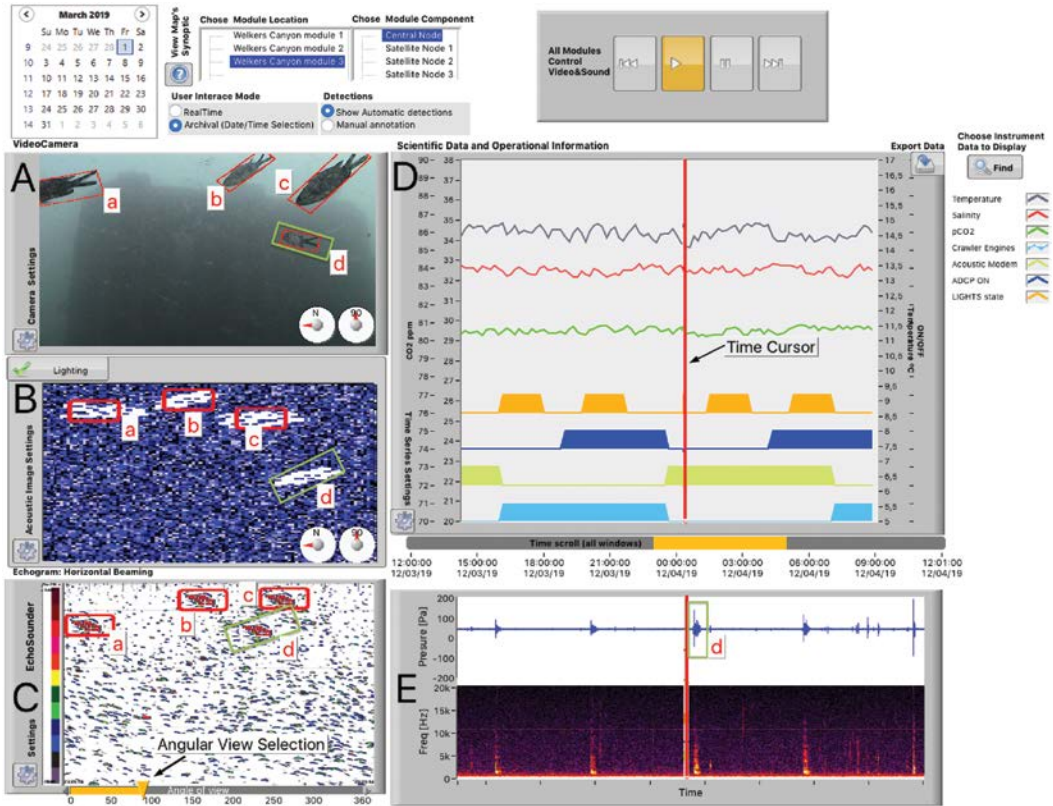 March 2019
Su Mo Tu We Th Fr Sa
9 24 25 26 27 28 1 2
10 3 4 5 6 7 8 9
11 10 11 12 13 14 15 16
12 17 18 19 20 21 22 23
13 24 25 26 27 28 29 30
14 31 1 2 3 4 5 6
View Map's
Synoptic
Chose Module Location
Welkers Canyon module 1
Welkers Canyon module 2
Welkers Canyon module 3
Chose Module Component
Central Node
Satellite Node 1
Satellite Node 2
Satellite Node 3
User Interace Mode
RealTime
Archival (Date/Time Selection)
Detections
Show Automatic detections
Manual annotation
All Modules
Control
Video&Sound
VideoCamera
A
a
b
c
d
N
90
Camera Settings
Lighting
B
a
b
c
d
N
90
Acoustic Image Settings
Echogram: Horizontal Beaming
EchoSounder
C
Settings
a
b
c
d
Angular View Selection
Angle of view
0 50 100 150 200 250 300 360
Scientific Data and Operational Information
Export Data
D
CO2 ppm
Time Series Settings
90 38
88 36
86 35
84 33
82 31
81 30
80 29
79 28
77 27
76 26
74 24
73 23
72 22
71 21
70 20
Time Cursor
17
16,5
16
15,5
15
14,5
14
13,5
13
12,5
12
11,5
11
10,5
10
9,5
9
8,5
8
7,5
7
6,5
6
5,5
5
ON/OFF
Temperature ºC
Time scroll (all windows)
12:00:00 15:00:00 18:00:00 21:00:00 00:00:00 03:00:00 06:00:00 09:00:00 12:01:00
12/03/19 12/03/19 12/03/19 12/03/19 12/04/19 12/04/19 12/04/19 12/04/19 12/04/19
Choose Instrument
Data to Display
Find
Temperature
Salinity
pCO2
Crawler Engines
Acoustic Modem
ADCP ON
LIGHTS state
E
Presure [Pa]
200
100
0
-100
-200
d
Freq [Hz]
20k
15k
10k
5k
0
Time